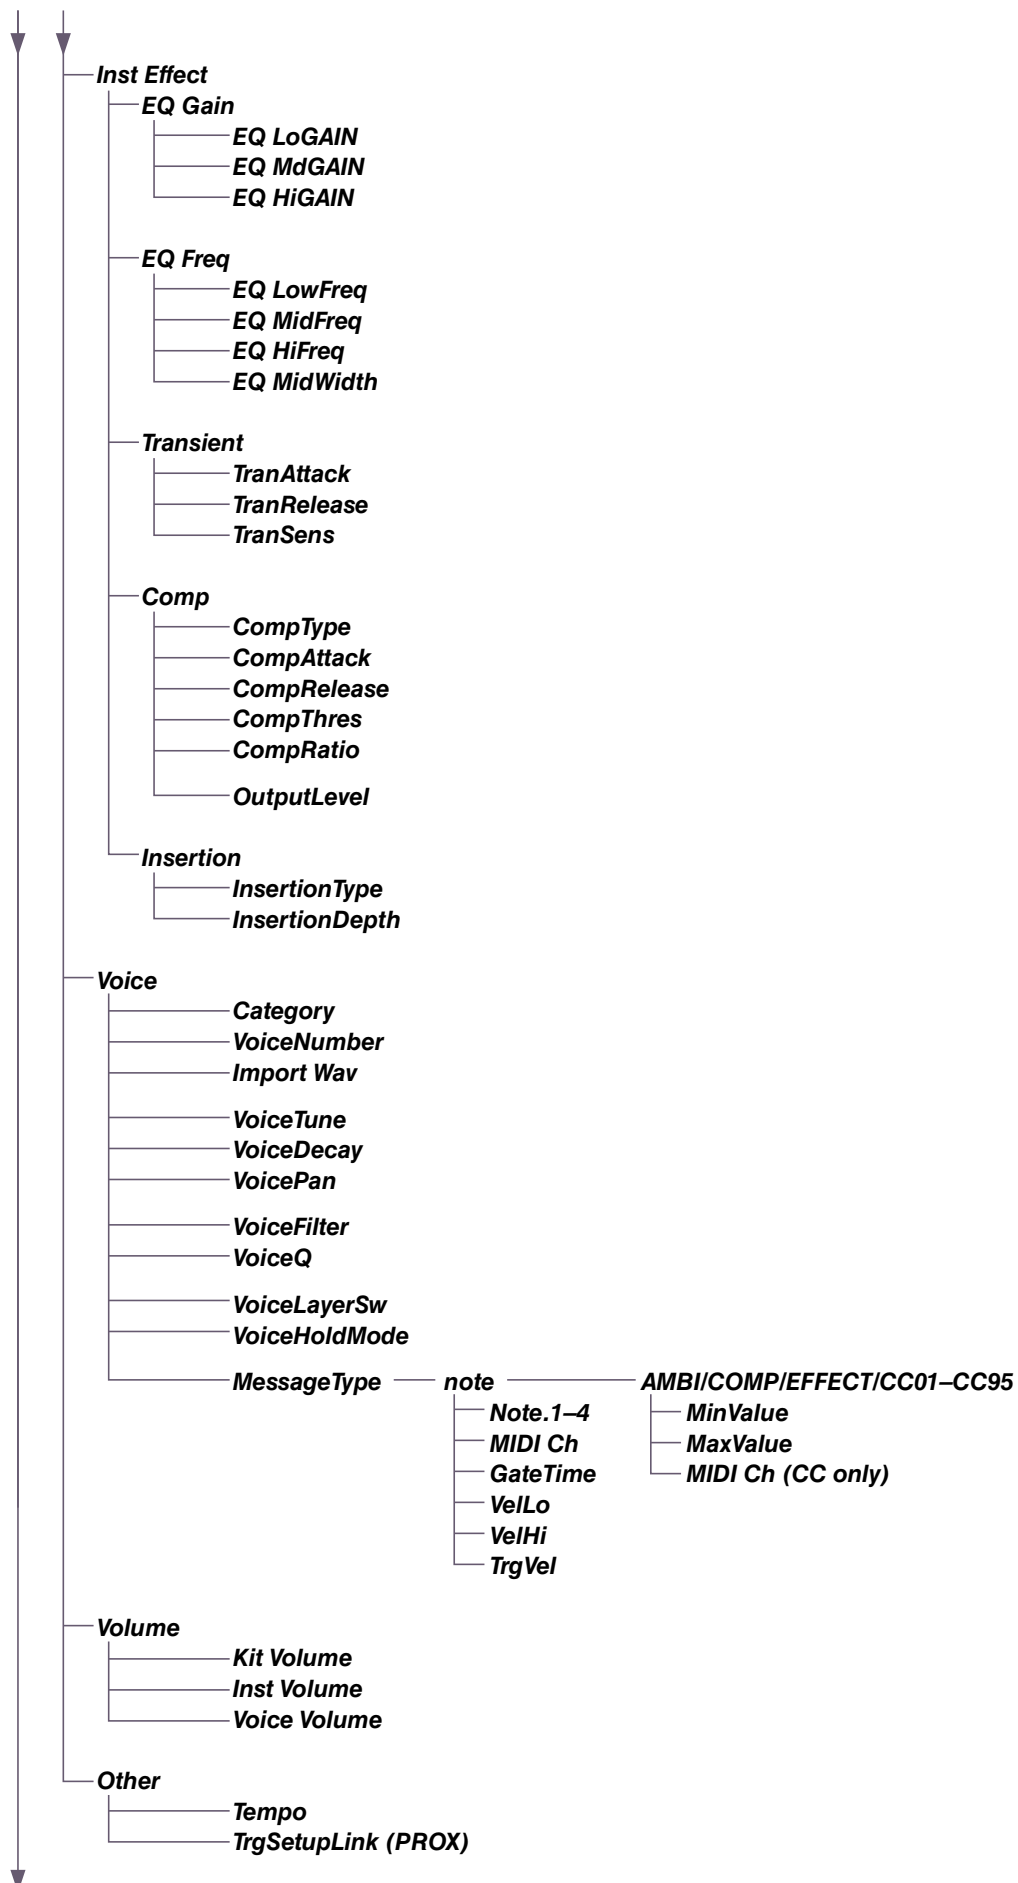 Inst Effect
EQ Gain
EQ LoGAIN
EQ MdGAIN
EQ HiGAIN
EQ Freq
EQ LowFreq
EQ MidFreq
EQ HiFreq
EQ MidWidth
Transient
TranAttack
TranRelease
TranSens
Comp
CompType
CompAttack
CompRelease
CompThres
CompRatio
OutputLevel
Insertion
InsertionType
InsertionDepth
Voice
Category
VoiceNumber
Import Wav
VoiceTune
VoiceDecay
VoicePan
VoiceFilter
VoiceQ
VoiceLayerSw
VoiceHoldMode
MessageType note AMBI/COMP/EFFECT/CC01–CC95
Note.1–4 MinValue
MIDI Ch MaxValue
GateTime MIDI Ch (CC only)
VelLo
VelHi
TrgVel
Volume
Kit Volume
Inst Volume
Voice Volume
Other
Tempo
TrgSetupLink (PROX)